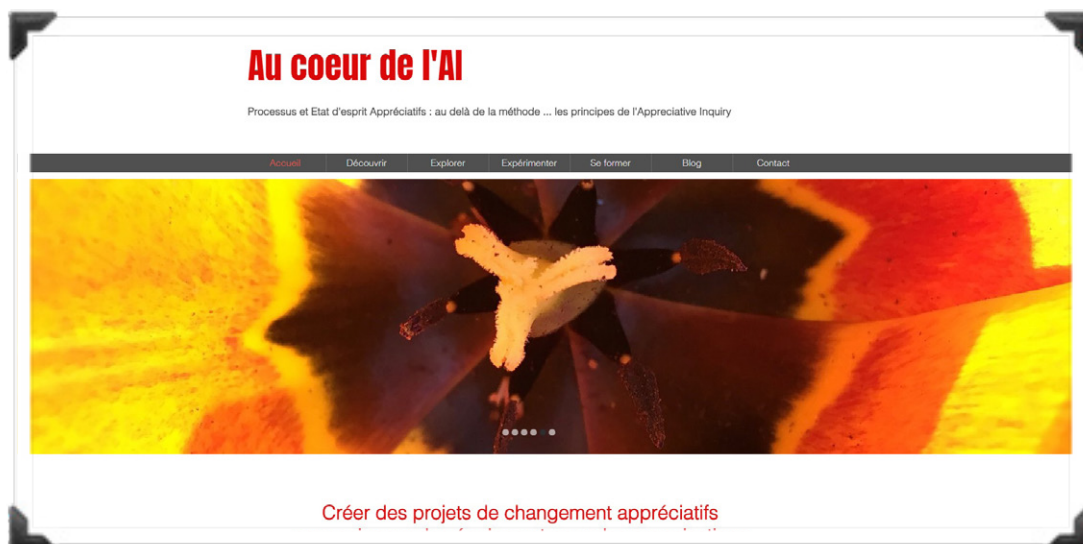 Au coeur de l'AI
Processus et Etat d'esprit Appréciatifs : au delà de la méthode ... les principes de l'Appreciative Inquiry
Accueil Découvrir Explorer Expérimenter Se former Blog Contact
Créer des projets de changement appréciatifs